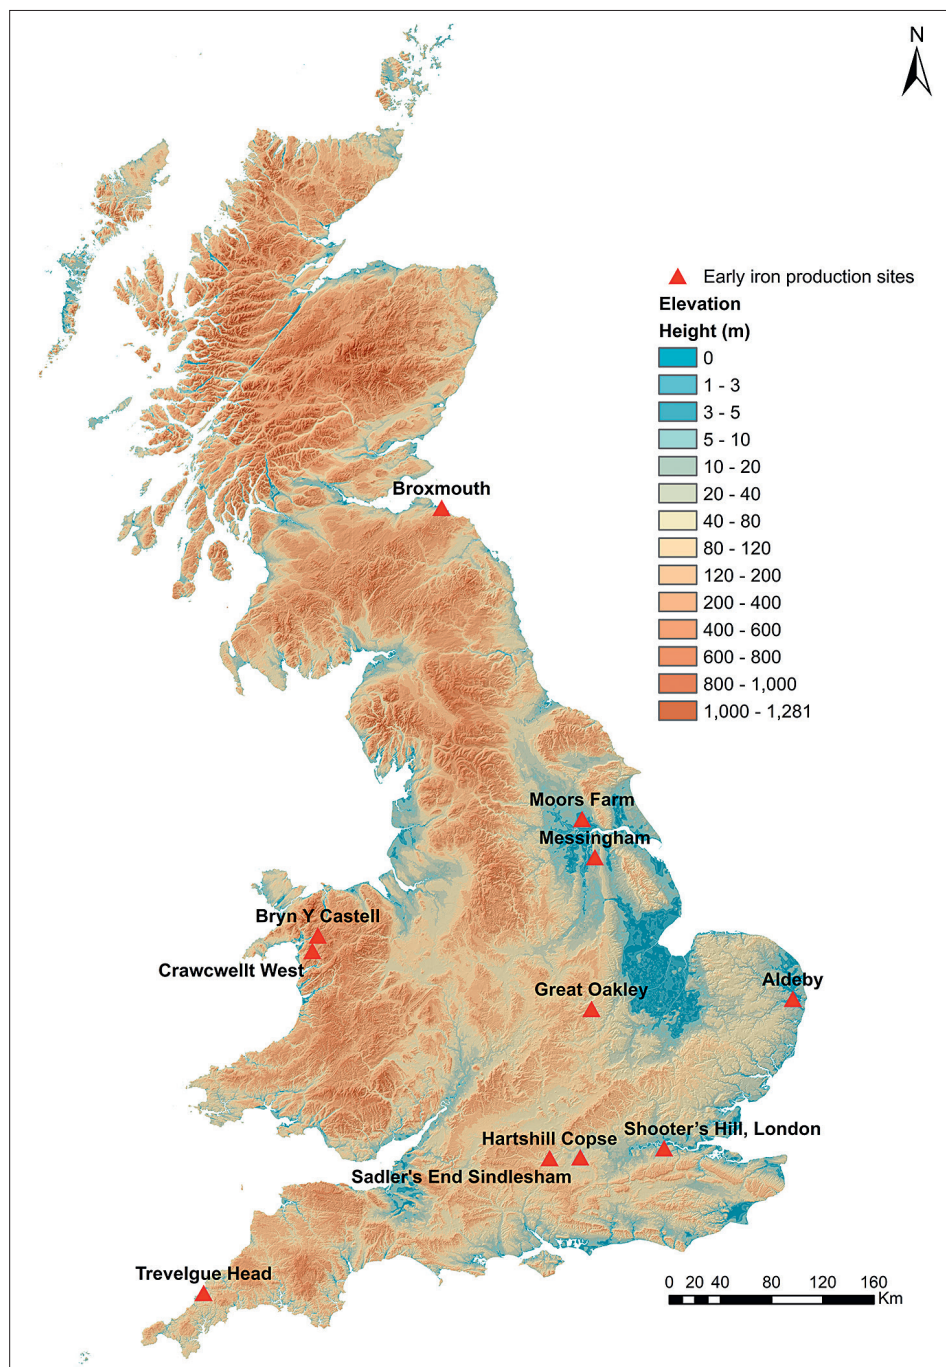 N
Early iron production sites
Elevation
Height (m)
0
1 - 3
3 - 5
5 - 10
10 - 20
20 - 40
40 - 80
80 - 120
120 - 200
200 - 400
400 - 600
600 - 800
800 - 1,000
1,000 - 1,281
Broxmouth
Moors Farm
Messingham
Bryn Y Castell
Crawcwellt West
Great Oakley
Aldeby
Shooter’s Hill, London
Hartshill Copse
Sadler's End Sindlesham
Trevelgue Head
0 20 40 80 120 160
Km